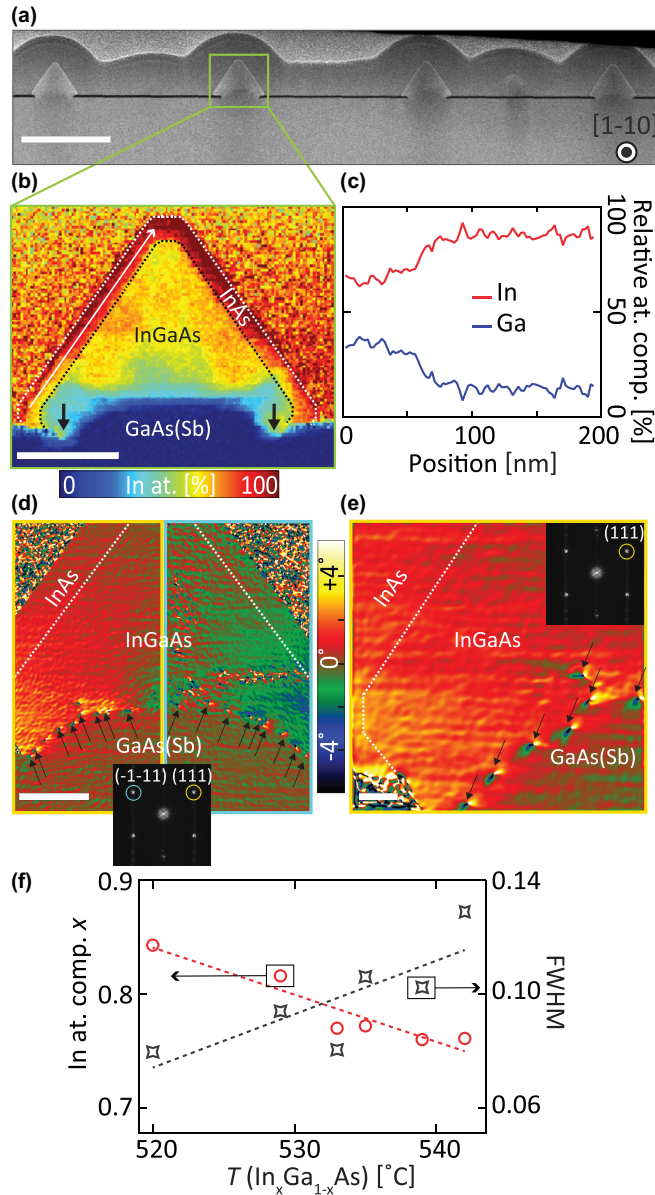 (a)
[1-10]
(b)
InAs
InGaAs
GaAs(Sb)
0 In at. [%] 100
(c)
100
50
0
Relative at. comp. [%]
In
Ga
0 100 200
Position [nm]
(d)
InAs
InGaAs
GaAs(Sb)
(-1-11) (111)
+4°
0°
-4°
(e)
(111)
InAs
InGaAs
GaAs(Sb)
(f)
0.9
0.8
0.7
In at. comp. x
0.14
0.10
0.06
FWHM
520 530 540
T (InₓGa₁₋ₓAs) [°C]